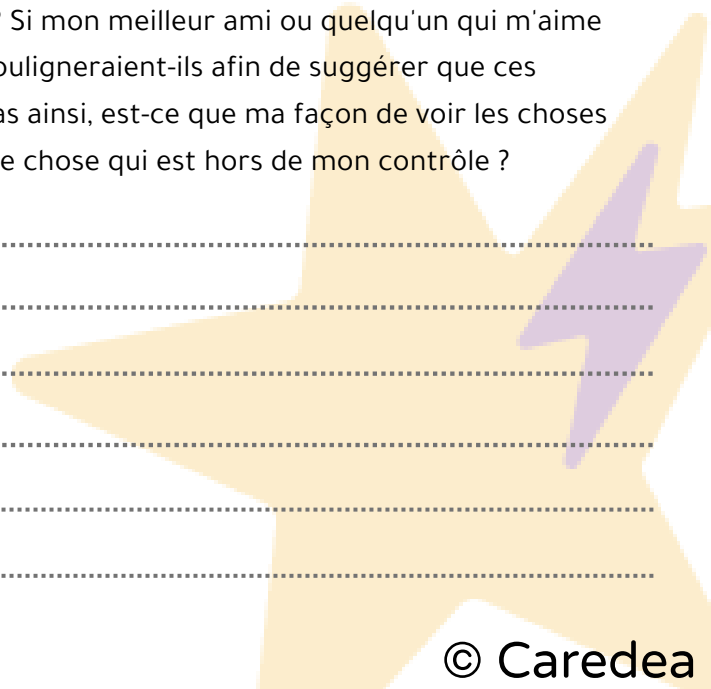 ? Si mon meilleur ami ou quelqu'un qui m'aime
ouligneraient-ils afin de suggérer que ces
as ainsi, est-ce que ma façon de voir les choses
e chose qui est hors de mon contrôle ?
© Caredea